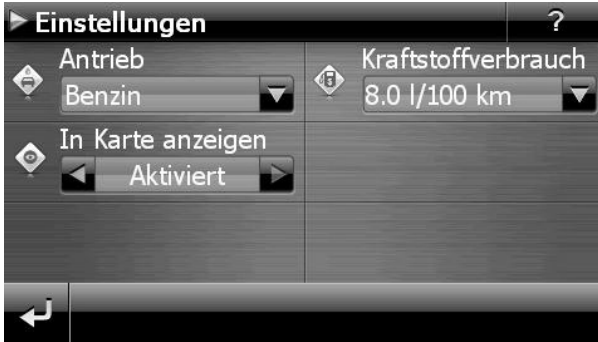 Einstellungen
?
Antrieb
Benzin
Kraftstoffverbrauch
8.0 l/100 km
In Karte anzeigen
Aktiviert